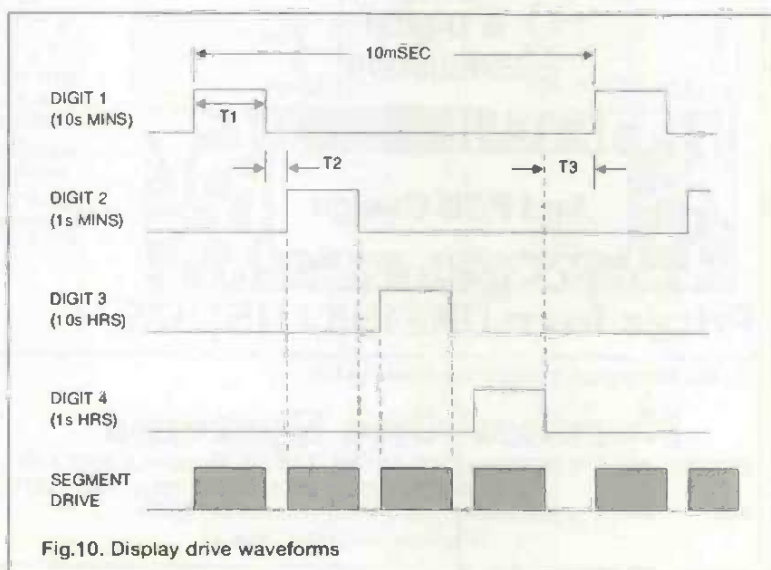 10mSEC
DIGIT 1
(10s MINS)
T1
T2
T3
DIGIT 2
(1s MINS)
DIGIT 3
(10s HRS)
DIGIT 4
(1s HRS)
SEGMENT
DRIVE
Fig.10. Display drive waveforms